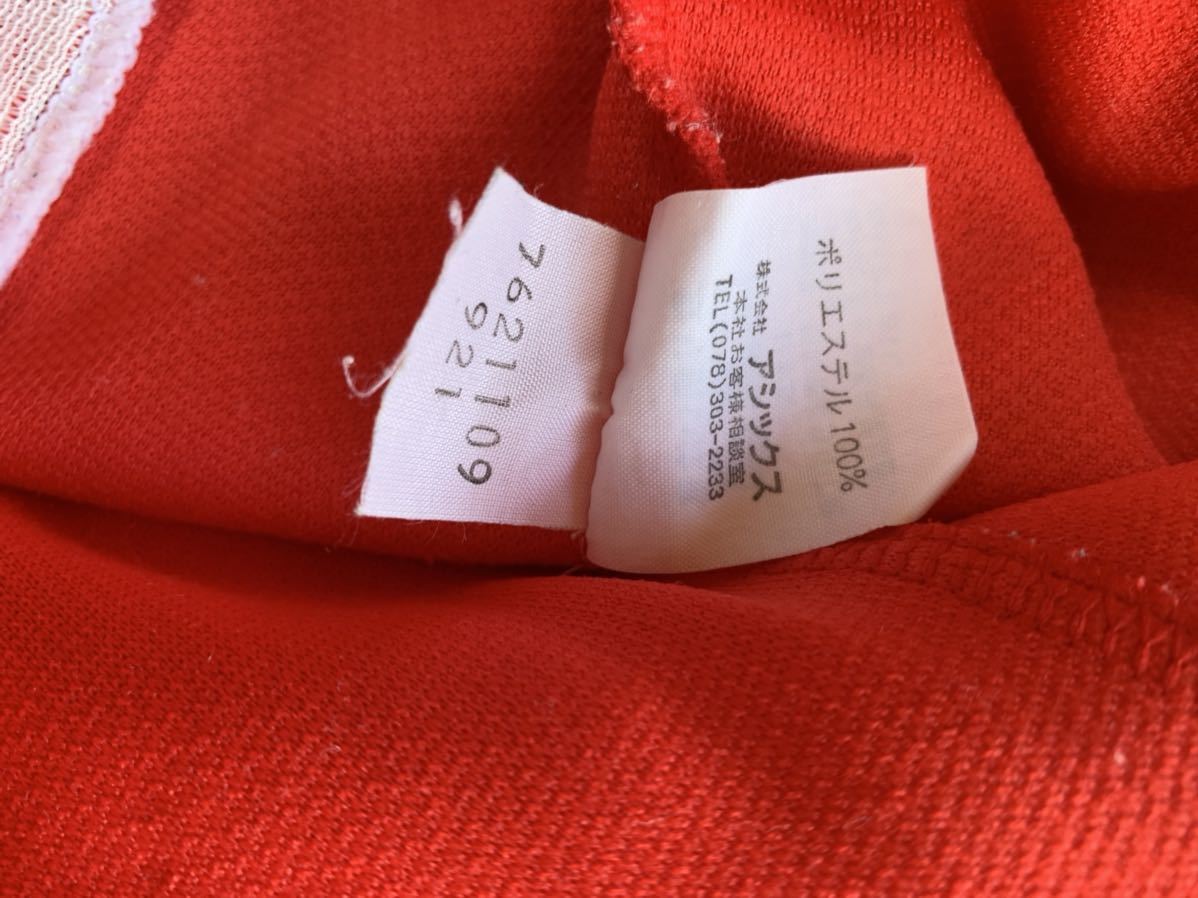 ポリエステル100%
株式会社 アシックス
本社お客様相談室
TEL(078)303-2233
7621109
921